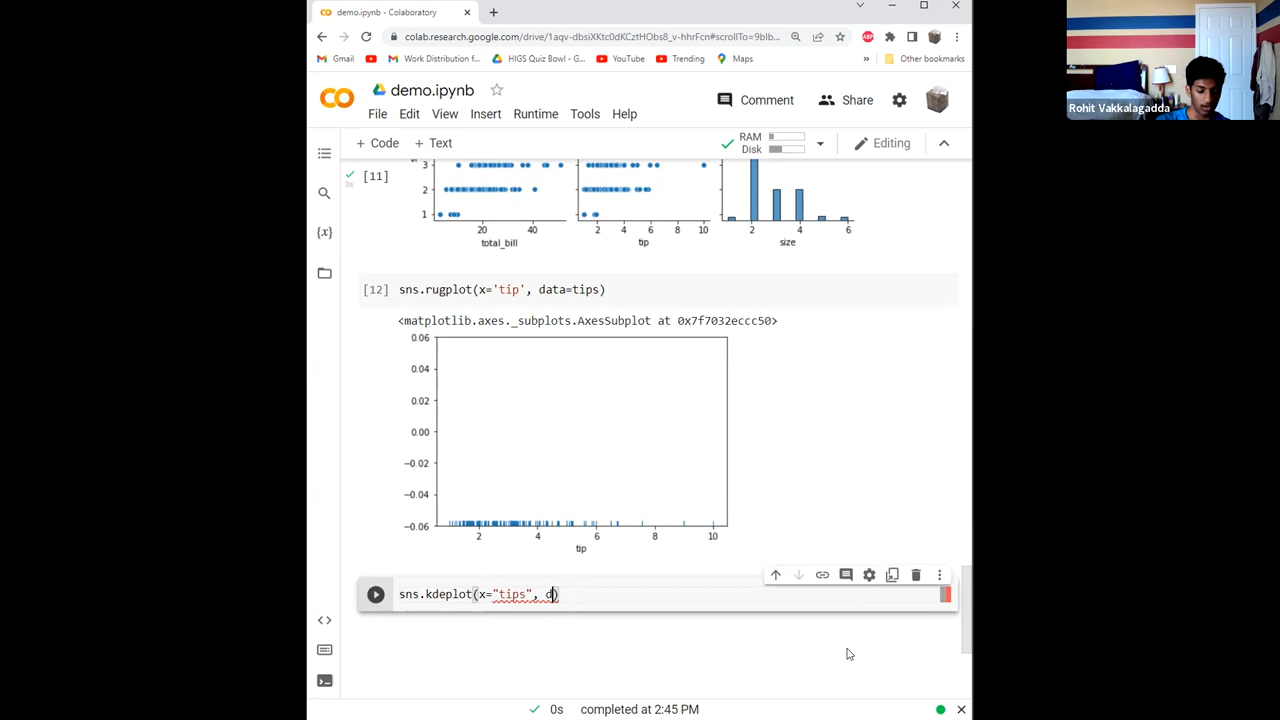 demo.ipynb - Colaboratory
colab.research.google.com/drive/1aqv-dbsiXKtc0dKCztHObs8_v-hhrFcn#scrollTo=9bIb...
Gmail
Work Distribution f...
HIGS Quiz Bowl - G...
YouTube
Trending
Maps
»
Other bookmarks
Rohit Vakkalagadda
CO
demo.ipynb
File Edit View Insert Runtime Tools Help
Comment
Share
+ Code + Text
RAM
Disk
Editing
[11]
3s
3
2
1
20 40
total_bill
2 4 6 8 10
tip
2 4 6
size
[12] sns.rugplot(x='tip', data=tips)
<matplotlib.axes._subplots.AxesSubplot at 0x7f7032eccc50>
0.06
0.04
0.02
0.00
−0.02
−0.04
−0.06
2 4 6 8 10
tip
sns.kdeplot(x="tips", d)
{x}
<>
0s completed at 2:45 PM
ABP